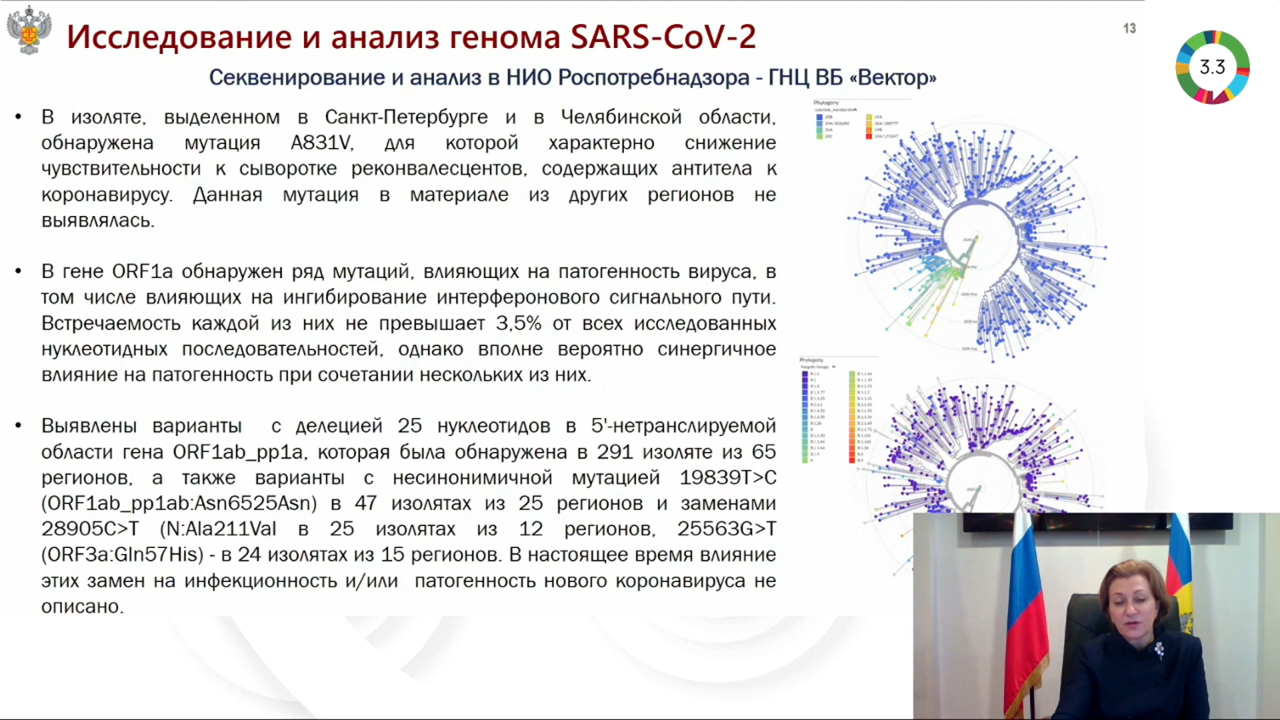 Исследование и анализ генома SARS-CoV-2
13
3.3
Секвенирование и анализ в НИО Роспотребнадзора - ГНЦ ВБ «Вектор»
• В изоляте, выделенном в Санкт-Петербурге и в Челябинской области,
обнаружена мутация A831V, для которой характерно снижение
чувствительности к сыворотке реконвалесцентов, содержащих антитела к
коронавирусу. Данная мутация в материале из других регионов не
выявлялась.
• В гене ORF1a обнаружен ряд мутаций, влияющих на патогенность вируса, в
том числе влияющих на ингибирование интерферонового сигнального пути.
Встречаемость каждой из них не превышает 3,5% от всех исследованных
нуклеотидных последовательностей, однако вполне вероятно синергичное
влияние на патогенность при сочетании нескольких из них.
• Выявлены варианты с делецией 25 нуклеотидов в 5'-нетранслируемой
области гена ORF1ab_pp1a, которая была обнаружена в 291 изоляте из 65
регионов, а также варианты с несинонимичной мутацией 19839T>C
(ORF1ab_pp1ab:Asn6525Asn) в 47 изолятах из 25 регионов и заменами
28905C>T (N:Ala211Val в 25 изолятах из 12 регионов, 25563G>T
(ORF3a:Gln57His) - в 24 изолятах из 15 регионов. В настоящее время влияние
этих замен на инфекционность и/или патогенность нового коронавируса не
описано.
Phylogeny
Phylogeny